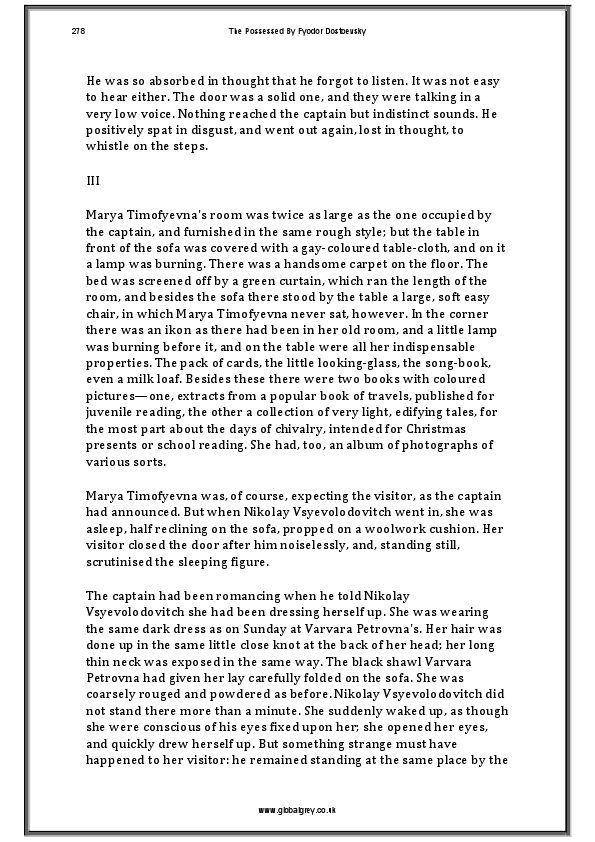 278 The Possessed By Fyodor Dostoevsky
He was so absorbed in thought that he forgot to listen. It was not easy
to hear either. The door was a solid one, and they were talking in a
very low voice. Nothing reached the captain but indistinct sounds. He
positively spat in disgust, and went out again, lost in thought, to
whistle on the steps.
III
Marya Timofyevna's room was twice as large as the one occupied by
the captain, and furnished in the same rough style; but the table in
front of the sofa was covered with a gay-coloured table-cloth, and on it
a lamp was burning. There was a handsome carpet on the floor. The
bed was screened off by a green curtain, which ran the length of the
room, and besides the sofa there stood by the table a large, soft easy
chair, in which Marya Timofyevna never sat, however. In the corner
there was an ikon as there had been in her old room, and a little lamp
was burning before it, and on the table were all her indispensable
properties. The pack of cards, the little looking-glass, the song-book,
even a milk loaf. Besides these there were two books with coloured
pictures—one, extracts from a popular book of travels, published for
juvenile reading, the other a collection of very light, edifying tales, for
the most part about the days of chivalry, intended for Christmas
presents or school reading. She had, too, an album of photographs of
various sorts.
Marya Timofyevna was, of course, expecting the visitor, as the captain
had announced. But when Nikolay Vsyevolodovitch went in, she was
asleep, half reclining on the sofa, propped on a woolwork cushion. Her
visitor closed the door after him noiselessly, and, standing still,
scrutinised the sleeping figure.
The captain had been romancing when he told Nikolay
Vsyevolodovitch she had been dressing herself up. She was wearing
the same dark dress as on Sunday at Varvara Petrovna's. Her hair was
done up in the same little close knot at the back of her head; her long
thin neck was exposed in the same way. The black shawl Varvara
Petrovna had given her lay carefully folded on the sofa. She was
coarsely rouged and powdered as before. Nikolay Vsyevolodovitch did
not stand there more than a minute. She suddenly waked up, as though
she were conscious of his eyes fixed upon her; she opened her eyes,
and quickly drew herself up. But something strange must have
happened to her visitor: he remained standing at the same place by the
www.globalgrey.co.uk